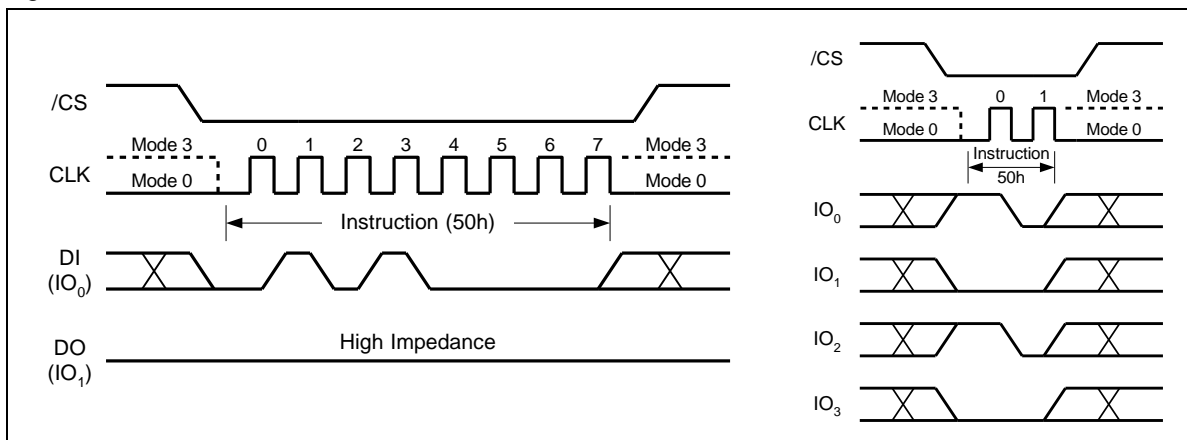 /CS
Mode 3 0 1 2 3 4 5 6 7 Mode 3
CLK Mode 0 Mode 0
Instruction (50h)
DI
(IO0)
High Impedance
DO
(IO1)
/CS
Mode 3 0 1 Mode 3
CLK Mode 0 Mode 0
Instruction
50h
IO0
IO1
IO2
IO3